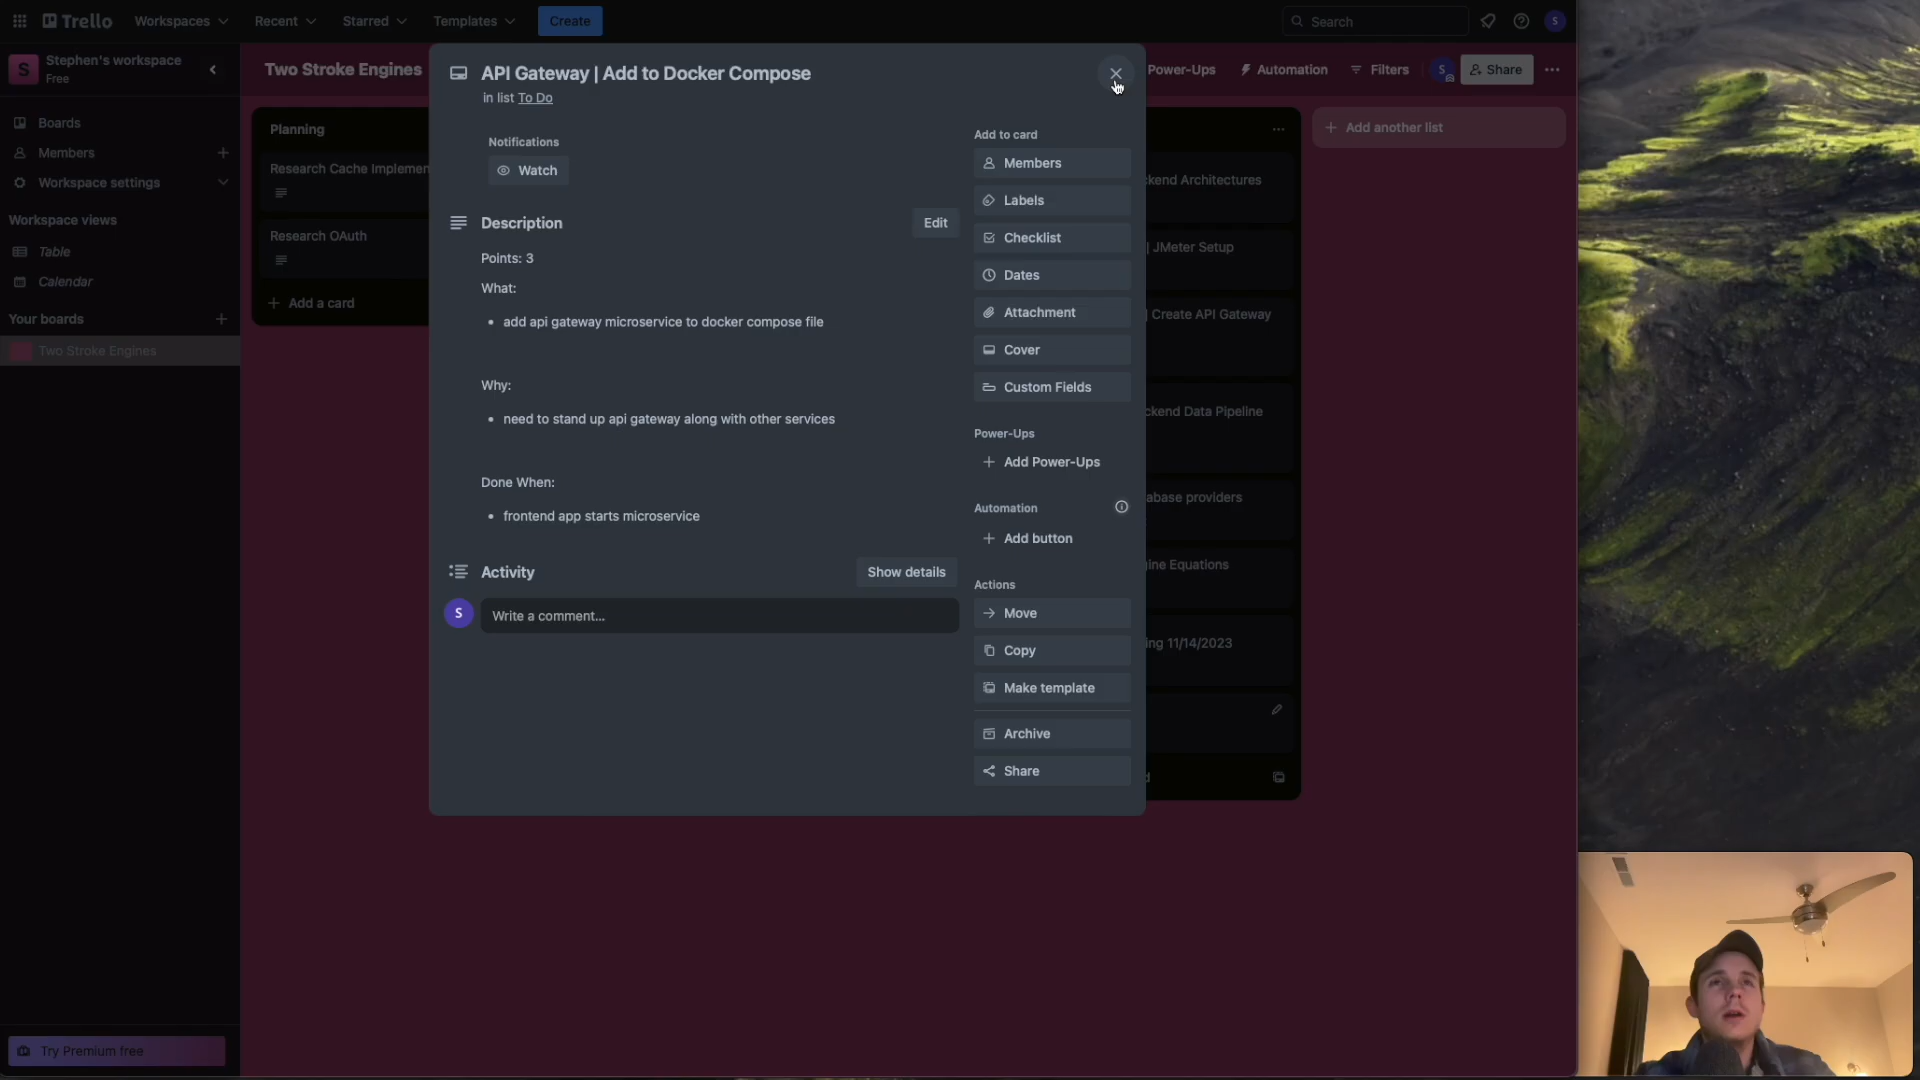 Trello
Workspaces
Recent
Starred
Templates
Create
Search
S
S
Stephen's workspace
Free
Two Stroke Engines
Power-Ups
Automation
Filters
S
Share
Boards
Members
Workspace settings
Workspace views
Table
Calendar
Your boards
Two Stroke Engines
Try Premium free
Planning
Research Cache Implemen
Research OAuth
Add a card
API Gateway | Add to Docker Compose
in list To Do
Notifications
Watch
Description
Edit
Points: 3
What:
• add api gateway microservice to docker compose file
Why:
• need to stand up api gateway along with other services
Done When:
• frontend app starts microservice
Activity
Show details
S
Write a comment...
Add to card
Members
Labels
Checklist
Dates
Attachment
Cover
Custom Fields
Power-Ups
Add Power-Ups
Automation
Add button
Actions
Move
Copy
Make template
Archive
Share
kend Architectures
| JMeter Setup
| Create API Gateway
ckend Data Pipeline
abase providers
ine Equations
ing 11/14/2023
d
Add another list